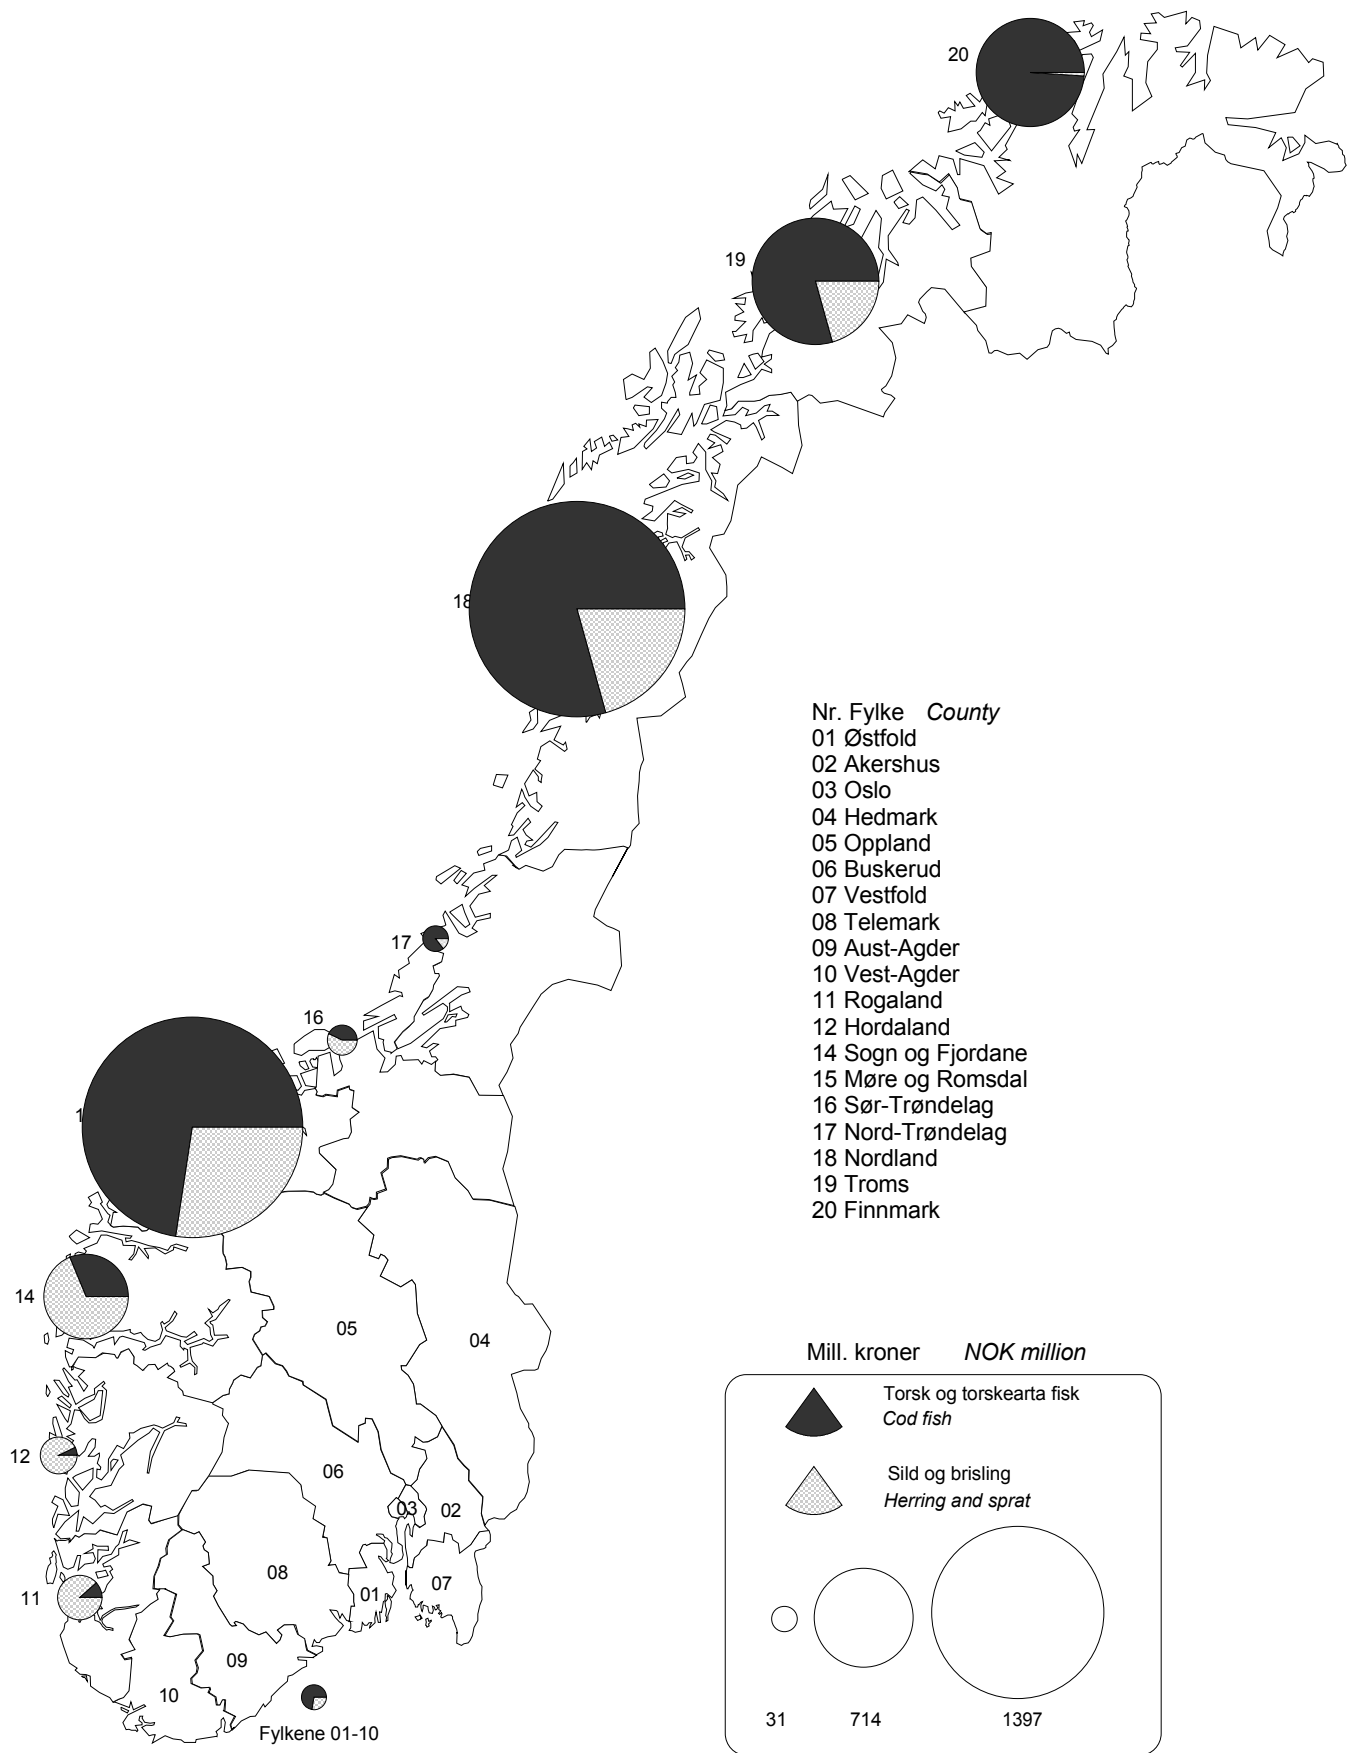 20
19
18
17
16
1
14
12
11
05
04
06
03
02
08
01
07
09
10
Fylkene 01-10
Nr. Fylke County
01 Østfold
02 Akershus
03 Oslo
04 Hedmark
05 Oppland
06 Buskerud
07 Vestfold
08 Telemark
09 Aust-Agder
10 Vest-Agder
11 Rogaland
12 Hordaland
14 Sogn og Fjordane
15 Møre og Romsdal
16 Sør-Trøndelag
17 Nord-Trøndelag
18 Nordland
19 Troms
20 Finnmark
Mill. kroner NOK million
Torsk og torskearta fisk
Cod fish
Sild og brisling
Herring and sprat
31 714 1397